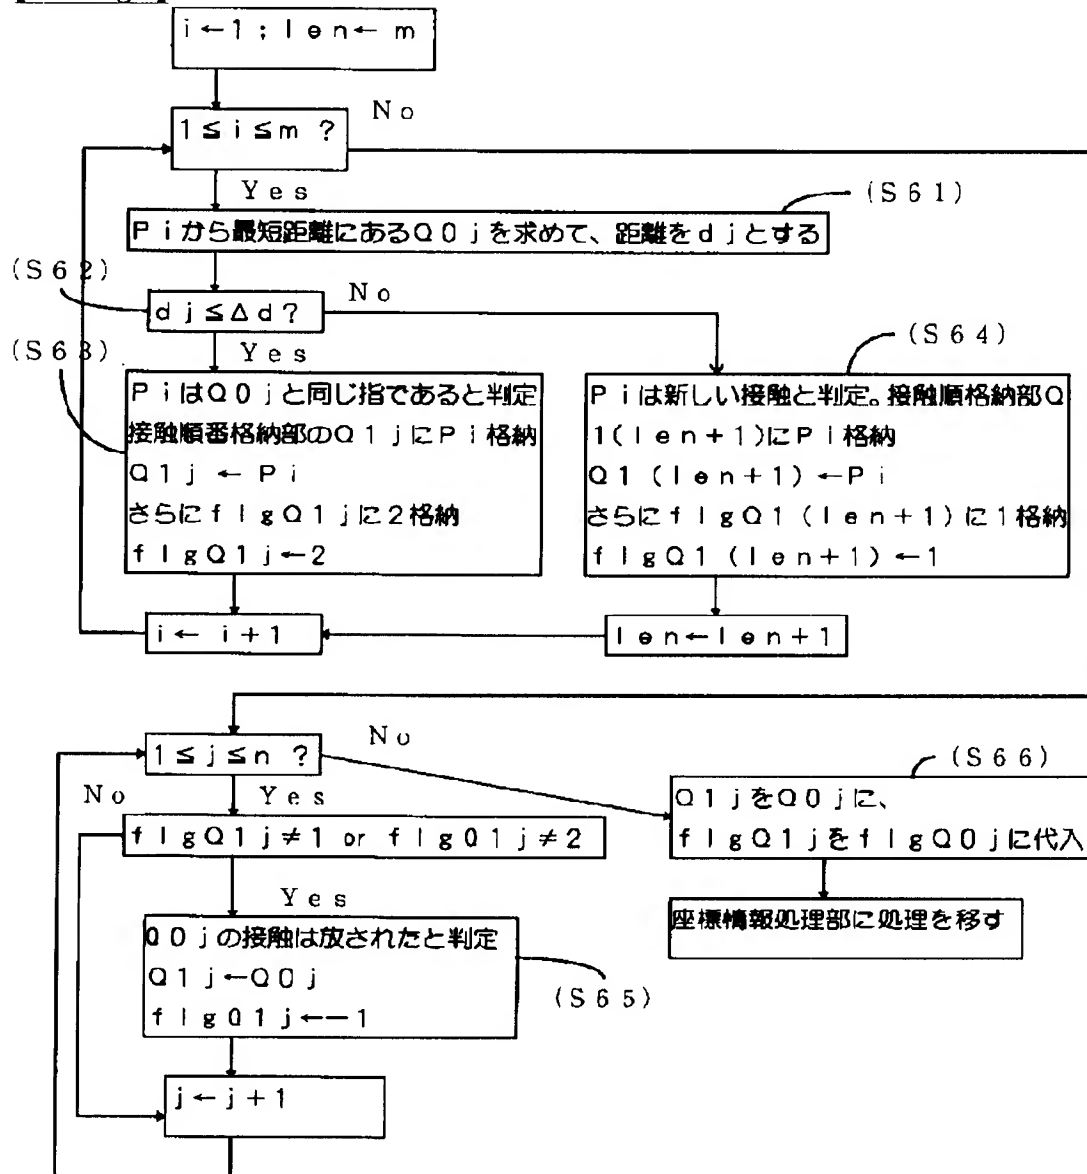 i←1；len←m
1≦i≦m ?
No
Yes
(S61)
Piから最短距離にあるQ0jを求めて、距離をdjとする
(S62)
dj≦Δd?
No
(S63)
Yes
(S64)
PiはQ0jと同じ指であると判定
接触順番格納部のQ1jにPi格納
Q1j ← Pi
さらにflgQ1jに2格納
flgQ1j←2
Piは新しい接触と判定。接触順格納部Q
1(len+1)にPi格納
Q1(len+1)←Pi
さらにflgQ1(len+1)に1格納
flgQ1(len+1)←1
i← i+1
len←len+1
1≦j≦n ?
No
(S66)
No
Yes
Q1jをQ0jに、
flgQ1jをflgQ0jに代入
flgQ1j≠1 or flgQ1j≠2
Yes
座標情報処理部に処理を移す
Q0jの接触は放されたと判定
Q1j←Q0j
flgQ1j←−1
(S65)
j←j+1